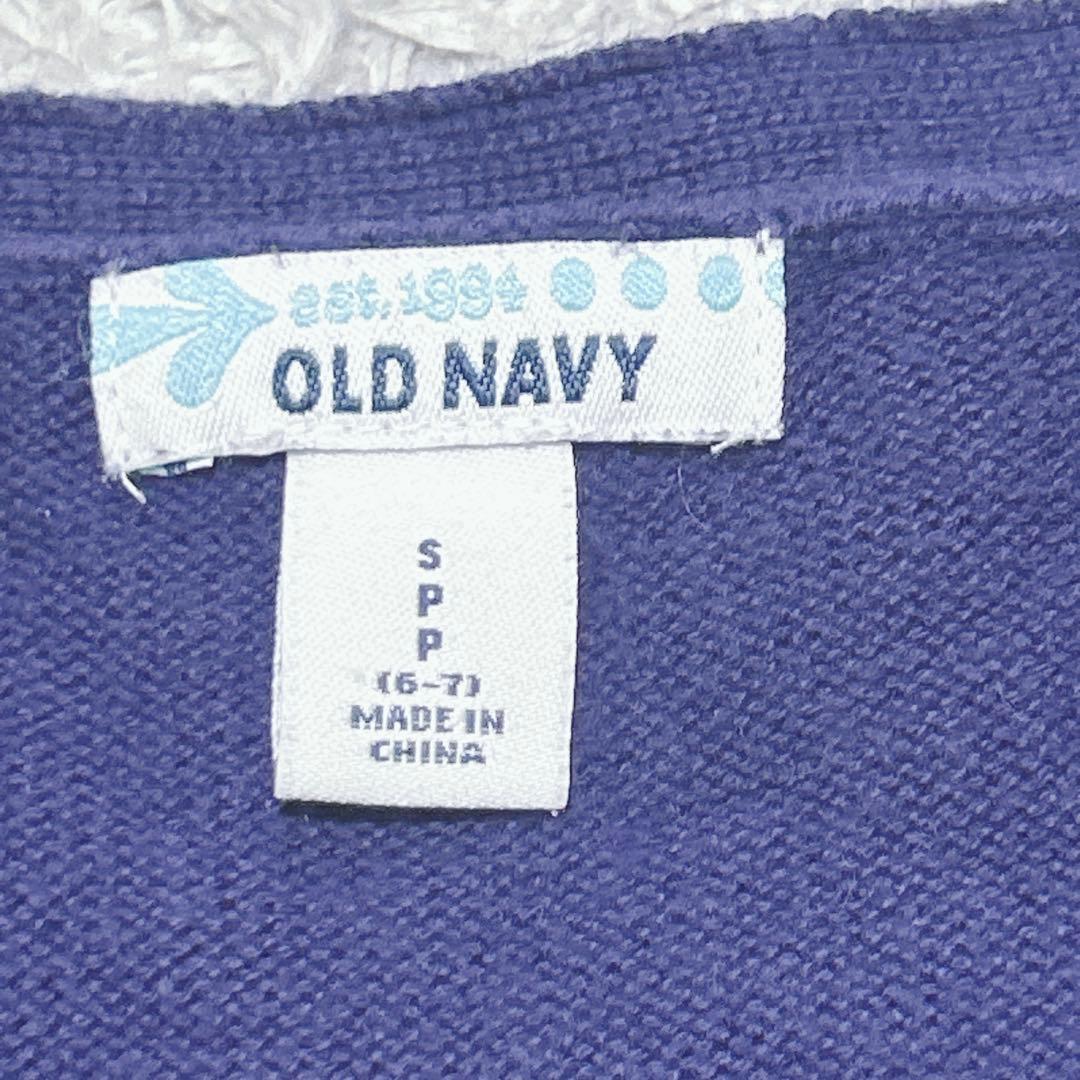 est. 1994
OLD NAVY
S
P
P
(6-7)
MADE IN
CHINA